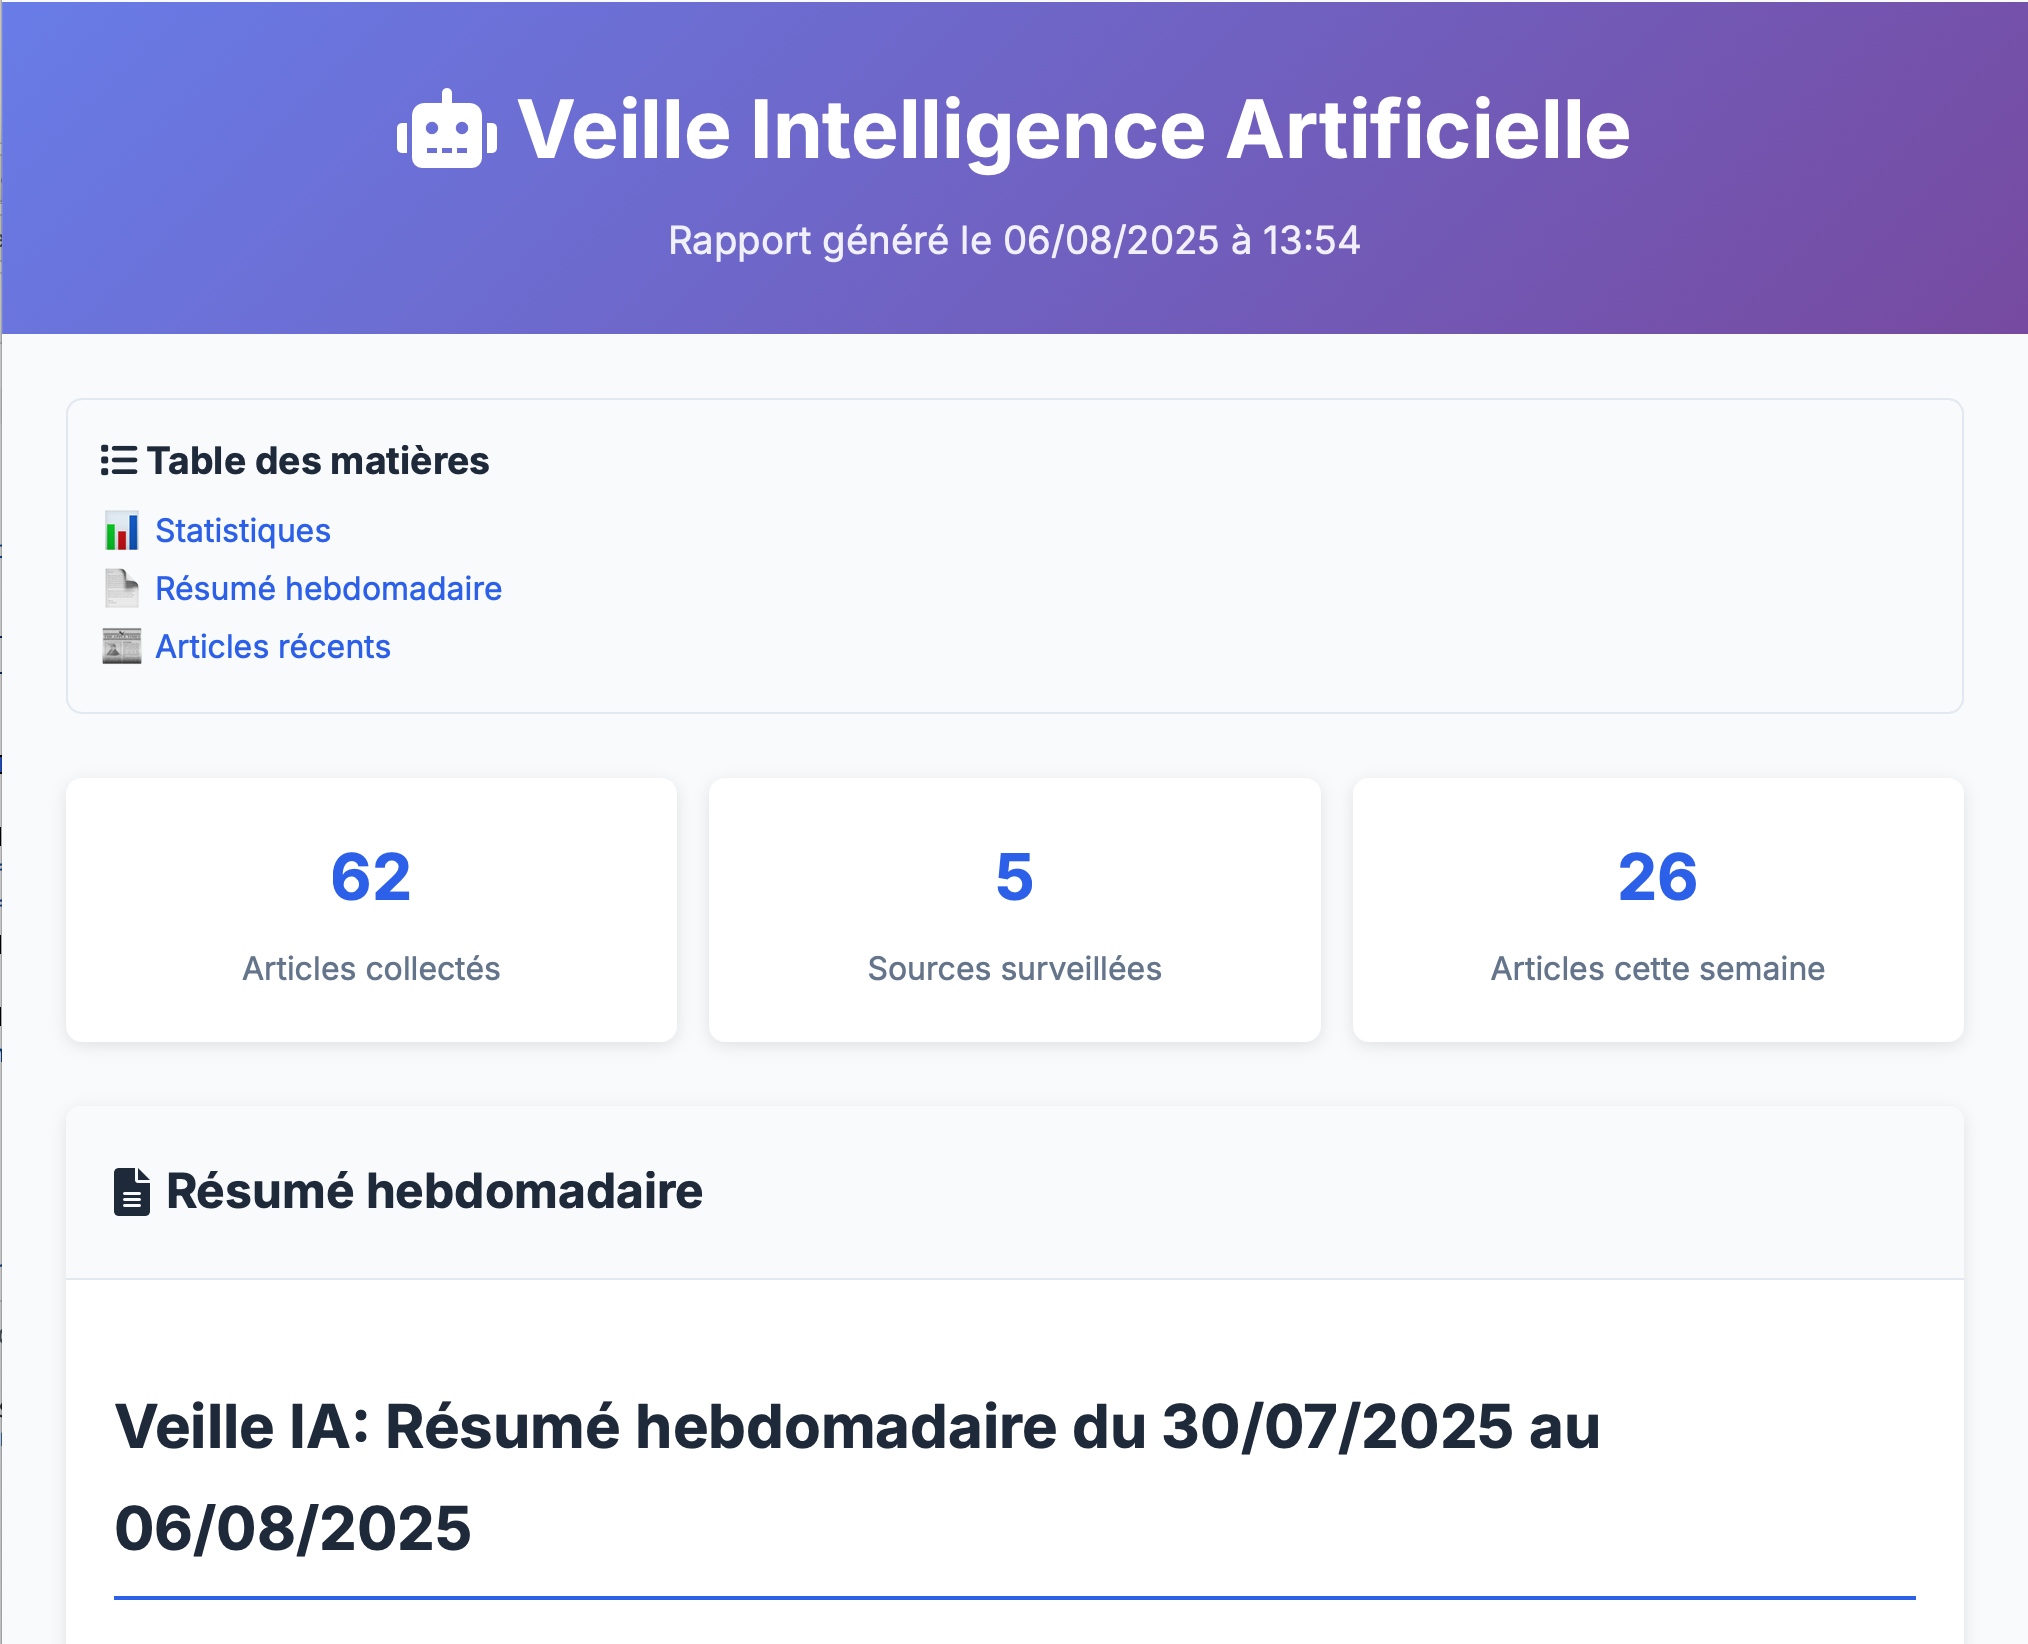 Veille Intelligence Artificielle
Rapport généré le 06/08/2025 à 13:54
Table des matières
Statistiques
Résumé hebdomadaire
Articles récents
62
Articles collectés
5
Sources surveillées
26
Articles cette semaine
Résumé hebdomadaire
Veille IA: Résumé hebdomadaire du 30/07/2025 au
06/08/2025